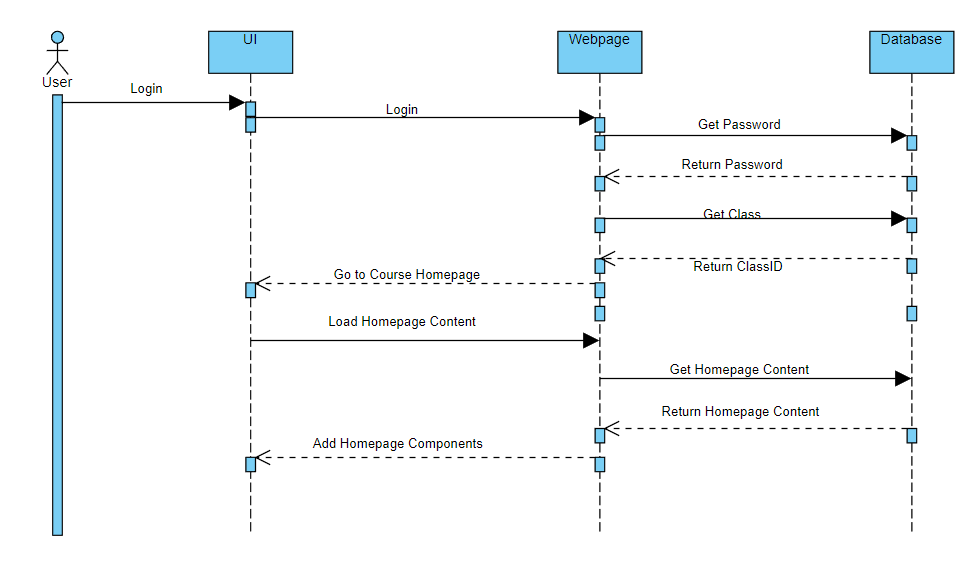 UI
Webpage
Database
User
Login
Login
Get Password
Return Password
Get Class
Return ClassID
Go to Course Homepage
Load Homepage Content
Get Homepage Content
Return Homepage Content
Add Homepage Components